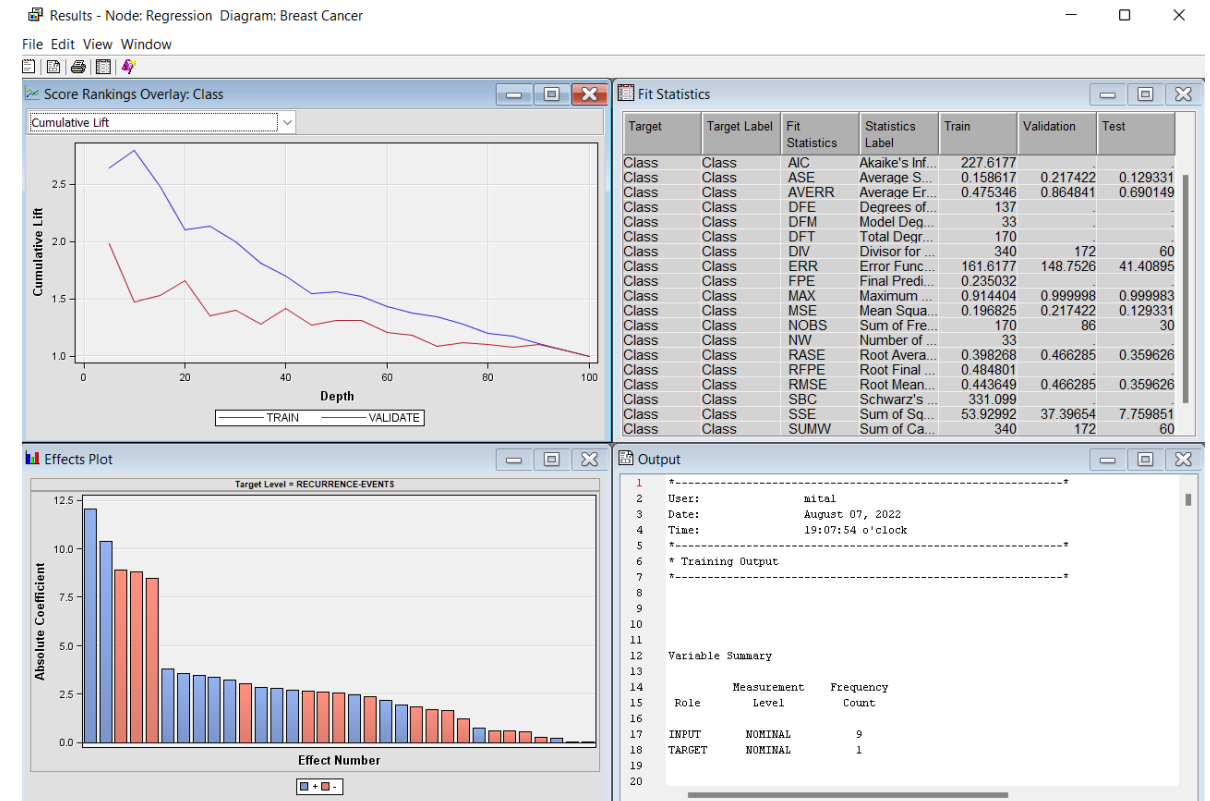 Results - Node: Regression Diagram: Breast Cancer
File Edit View Window
Score Rankings Overlay: Class
Cumulative Lift
2.5
2.0
1.5
1.0
Cumulative Lift
0 20 40 60 80 100
Depth
TRAIN VALIDATE
Fit Statistics
Target Target Label Fit Statistics Statistics Label Train Validation Test
Class Class AIC Akaike's Inf... 227.6177 . .
Class Class ASE Average S... 0.158617 0.217422 0.129331
Class Class AVERR Average Er... 0.475346 0.864841 0.690149
Class Class DFE Degrees of... 137 . .
Class Class DFM Model Deg... 33 . .
Class Class DFT Total Degr... 170 . .
Class Class DIV Divisor for ... 340 172 60
Class Class ERR Error Func... 161.6177 148.7526 41.40895
Class Class FPE Final Predi... 0.235032 . .
Class Class MAX Maximum ... 0.914404 0.999998 0.999983
Class Class MSE Mean Squa... 0.196825 0.217422 0.129331
Class Class NOBS Sum of Fre... 170 86 30
Class Class NW Number of ... 33 . .
Class Class RASE Root Avera... 0.398268 0.466285 0.359626
Class Class RFPE Root Final ... 0.484801 . .
Class Class RMSE Root Mean... 0.443649 0.466285 0.359626
Class Class SBC Schwarz's ... 331.099 . .
Class Class SSE Sum of Sq... 53.92992 37.39654 7.759851
Class Class SUMW Sum of Ca... 340 172 60
Effects Plot
Target Level = RECURRENCE-EVENTS
12.5
10.0
7.5
5.0
2.5
0.0
Absolute Coefficient
Effect Number
+ -
Output
1 *------------------------------------------------------------*
2 User: mital
3 Date: August 07, 2022
4 Time: 19:07:54 o'clock
5 *------------------------------------------------------------*
6 * Training Output
7 *------------------------------------------------------------*
8
9
10
11
12 Variable Summary
13
14 Measurement Frequency
15 Role Level Count
16
17 INPUT NOMINAL 9
18 TARGET NOMINAL 1
19
20